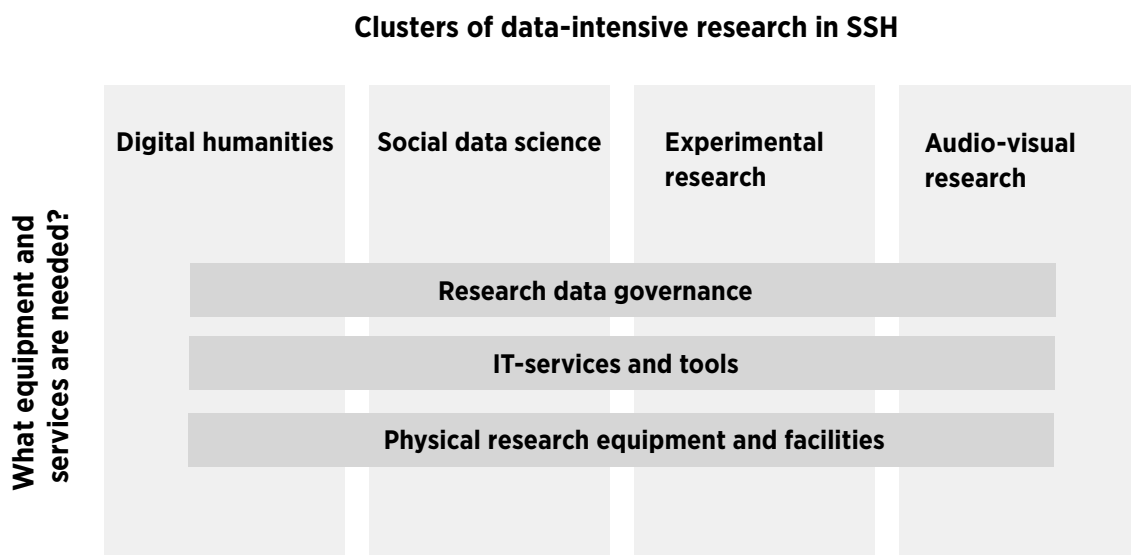 Clusters of data-intensive research in SSH
Digital humanities
Social data science
Experimental
research
Audio-visual
research
What equipment and
services are needed?
Research data governance
IT-services and tools
Physical research equipment and facilities